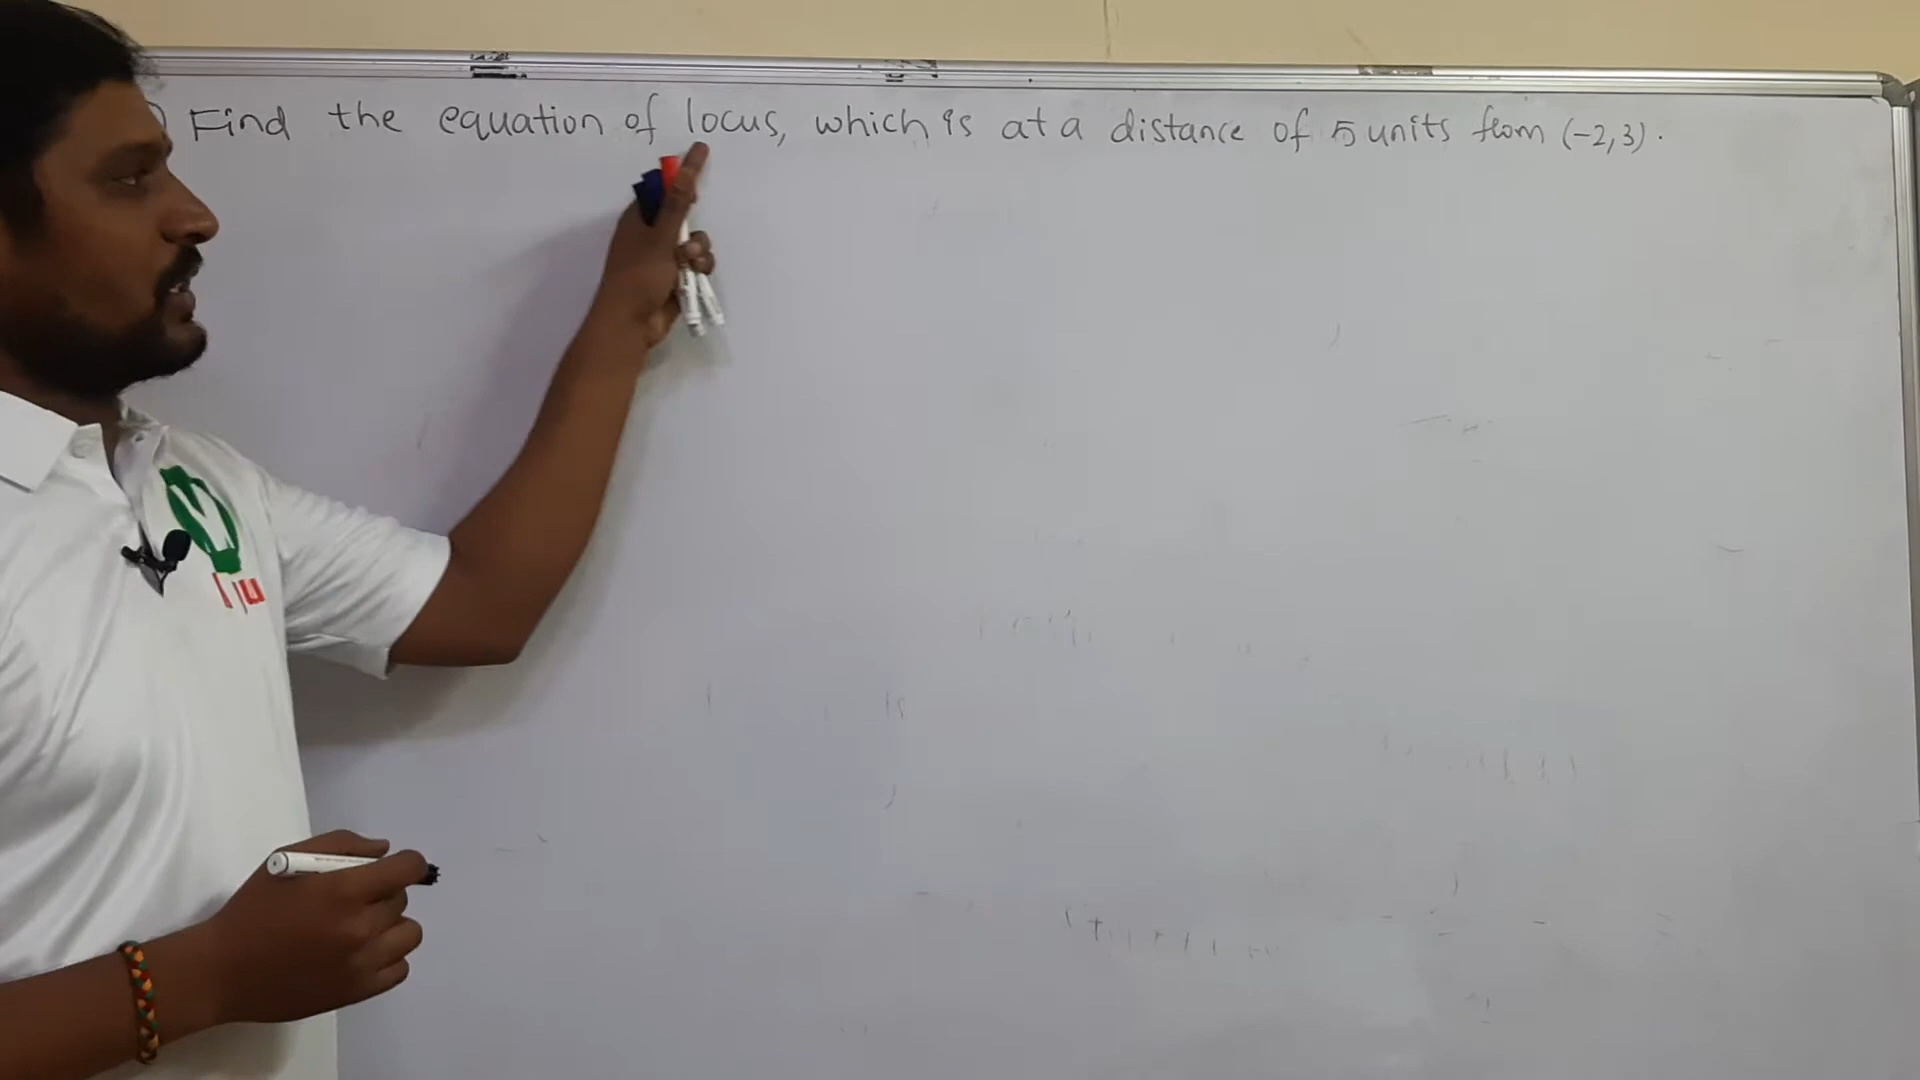 ) Find the equation of locus, which is at a distance of 5 units from (-2,3).